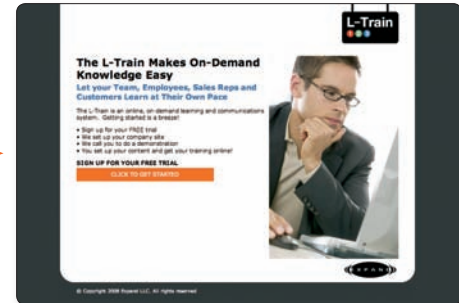 L-Train
The L-Train Makes On-Demand
Knowledge Easy
Let your Team, Employees, Sales Reps and
Customers Learn at Their Own Pace
The L-Train is an online, on demand learning and communications
system. Getting started is a breeze!
• Sign up for your FREE trial
• We set up your company site
• We call you to do a demonstration
• You set up your content and get your training online!
SIGN UP FOR YOUR FREE TRIAL
CLICK TO GET STARTED
EXPAND
© Copyright 2008 Expand LLC. All rights reserved